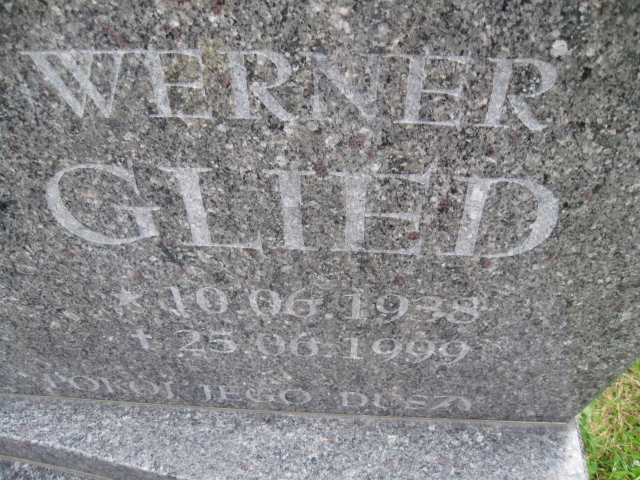 WERNER
GLIED
* 10.06.1938
+ 25.06.1999
POKÓJ JEGO DUSZY